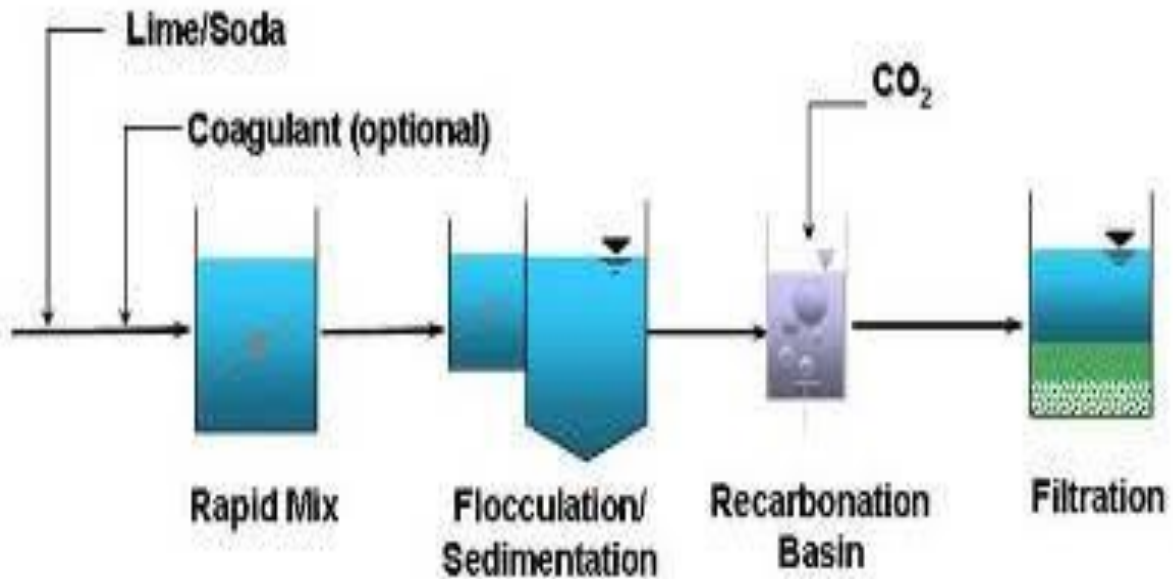 Lime/Soda
Coagulant (optional)
CO₂
Rapid Mix
Flocculation/
Sedimentation
Recarbonation
Basin
Filtration